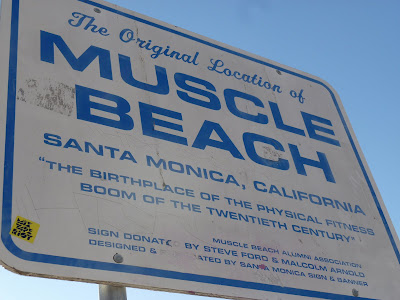 The Original Location of
MUSCLE
BEACH
SANTA MONICA, CALIFORNIA
"THE BIRTHPLACE OF THE PHYSICAL FITNESS
BOOM OF THE TWENTIETH CENTURY"
MUSCLE BEACH ALUMNI ASSOCIATION
SIGN DONATED BY STEVE FORD & MALCOLM ARNOLD
DESIGNED & BY SANTA MONICA SIGN & BANNER